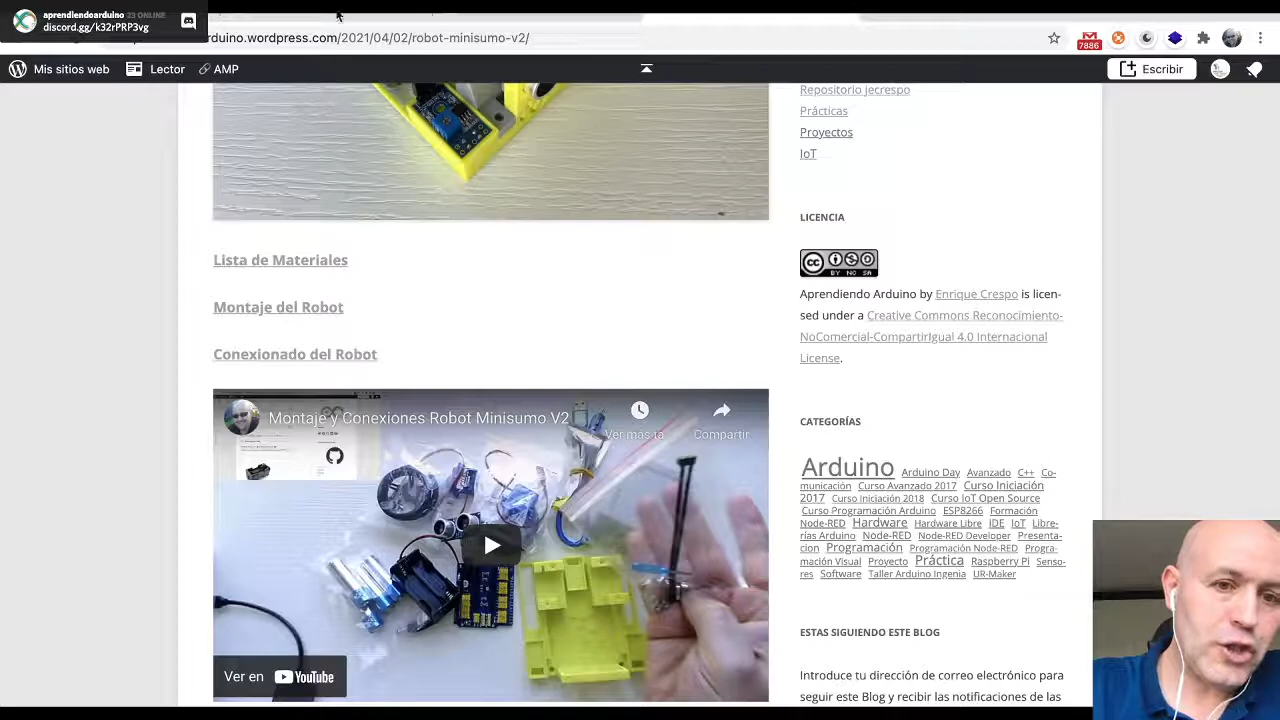 aprendiendoarduino 23 ONLINE
discord.gg/k32rPRP3vg
rduino.wordpress.com/2021/04/02/robot-minisumo-v2/
7886
Mis sitios web
Lector
AMP
Escribir
Repositorio jecrespo
Prácticas
Proyectos
IoT
LICENCIA
CC BY NC SA
Aprendiendo Arduino by Enrique Crespo is licen-
sed under a Creative Commons Reconocimiento-
NoComercial-CompartirIgual 4.0 Internacional
License.
Lista de Materiales
Montaje del Robot
Conexionado del Robot
Montaje y Conexiones Robot Minisumo V2
Ver más ta
Compartir
Ver en YouTube
CATEGORÍAS
Arduino Arduino Day Avanzado C++ Co-
municación Curso Avanzado 2017 Curso Iniciación
2017 Curso Iniciación 2018 Curso IoT Open Source
Curso Programación Arduino ESP8266 Formación
Node-RED Hardware Hardware Libre IDE IoT Libre-
rías Arduino Node-RED Node-RED Developer Presenta-
cion Programación Programación Node-RED Progra-
mación Visual Proyecto Práctica Raspberry Pi Senso-
res Software Taller Arduino Ingenia UR-Maker
ESTAS SIGUIENDO ESTE BLOG
Introduce tu dirección de correo electrónico para
seguir este Blog y recibir las notificaciones de las